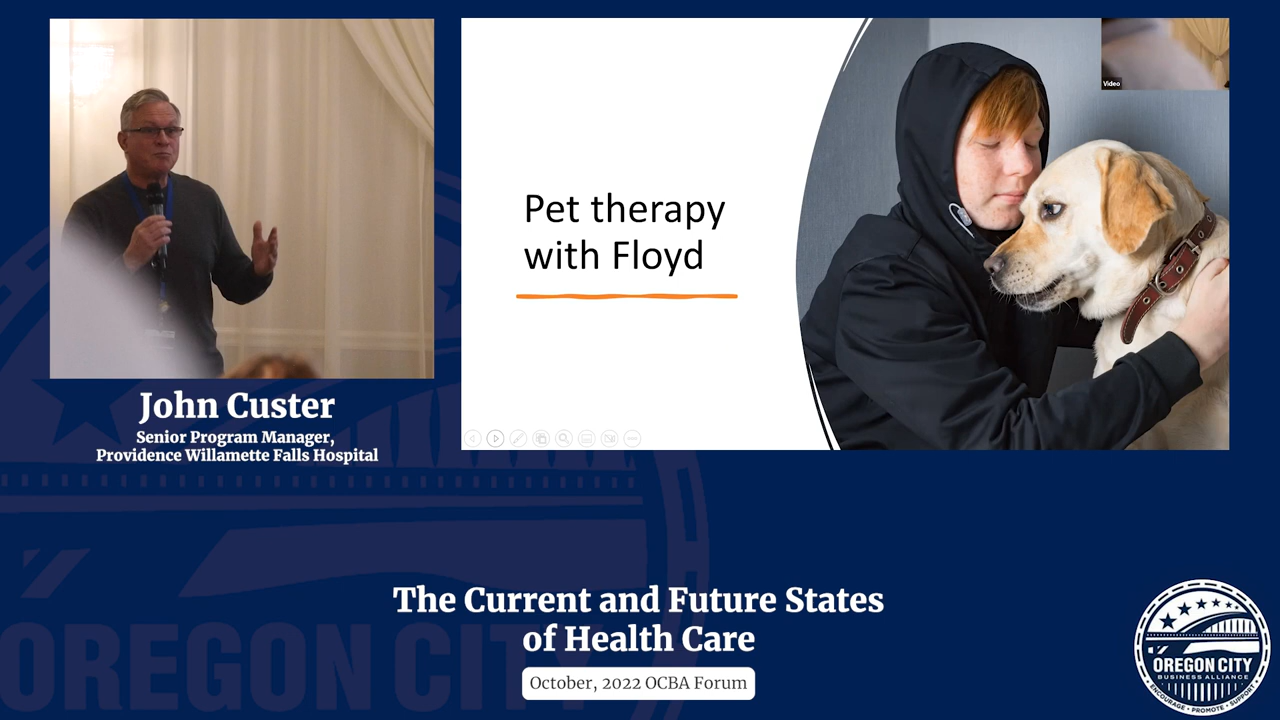 Video
Pet therapy
with Floyd
John Custer
Senior Program Manager,
Providence Willamette Falls Hospital
The Current and Future States
of Health Care
October, 2022 OCBA Forum
OREGON CITY
OREGON CITY
BUSINESS ALLIANCE
ENCOURAGE • PROMOTE • SUPPORT